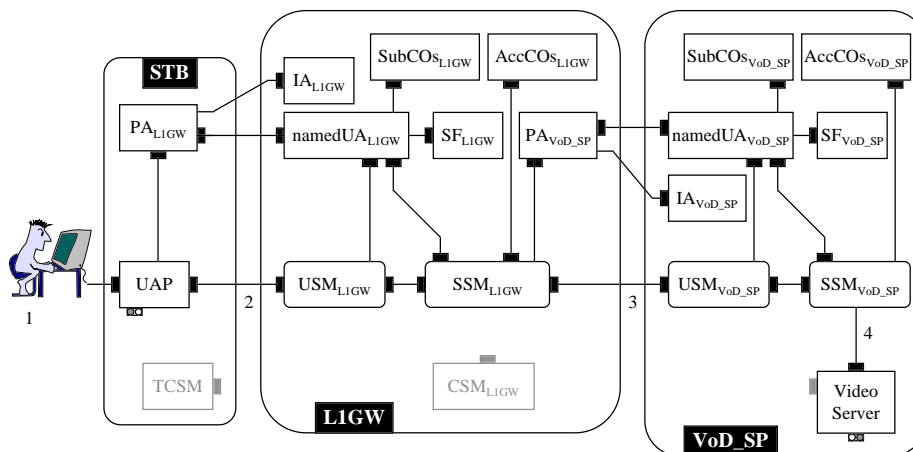 STB
SubCOsL1GW
AccCOsL1GW
SubCOsVoD_SP
AccCOsVoD_SP
IAL1GW
PAL1GW
namedUAL1GW
SFL1GW
PAVoD_SP
namedUAVoD_SP
SFVoD_SP
IAVoD_SP
UAP
USML1GW
SSML1GW
USMVoD_SP
SSMVoD_SP
1
2
3
4
TCSM
CSML1GW
Video
Server
L1GW
VoD_SP